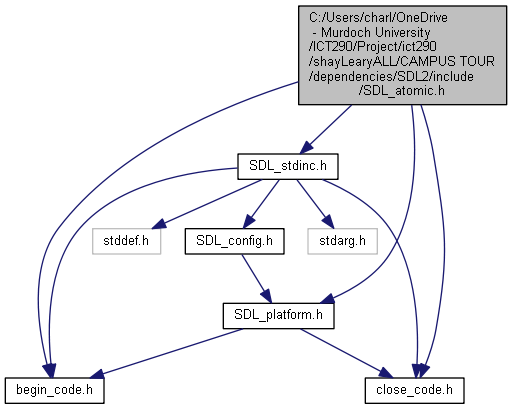 C:/Users/charl/OneDrive
- Murdoch University
/ICT290/Project/ict290
/shayLearyALL/CAMPUS TOUR
/dependencies/SDL2/include
/SDL_atomic.h
SDL_stdinc.h
stddef.h
SDL_config.h
stdarg.h
SDL_platform.h
begin_code.h
close_code.h